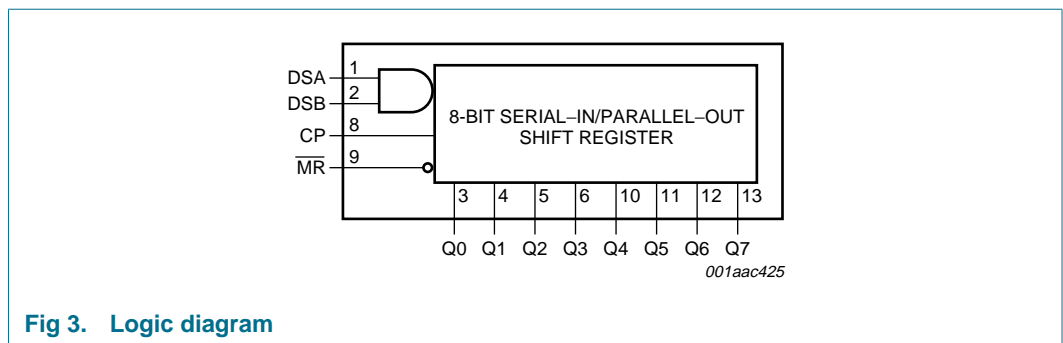 DSA
1
DSB
2
CP
8
M̅R̅
9
8-BIT SERIAL–IN/PARALLEL–OUT
SHIFT REGISTER
3 4 5 6 10 11 12 13
Q0 Q1 Q2 Q3 Q4 Q5 Q6 Q7
001aac425
Fig 3. Logic diagram